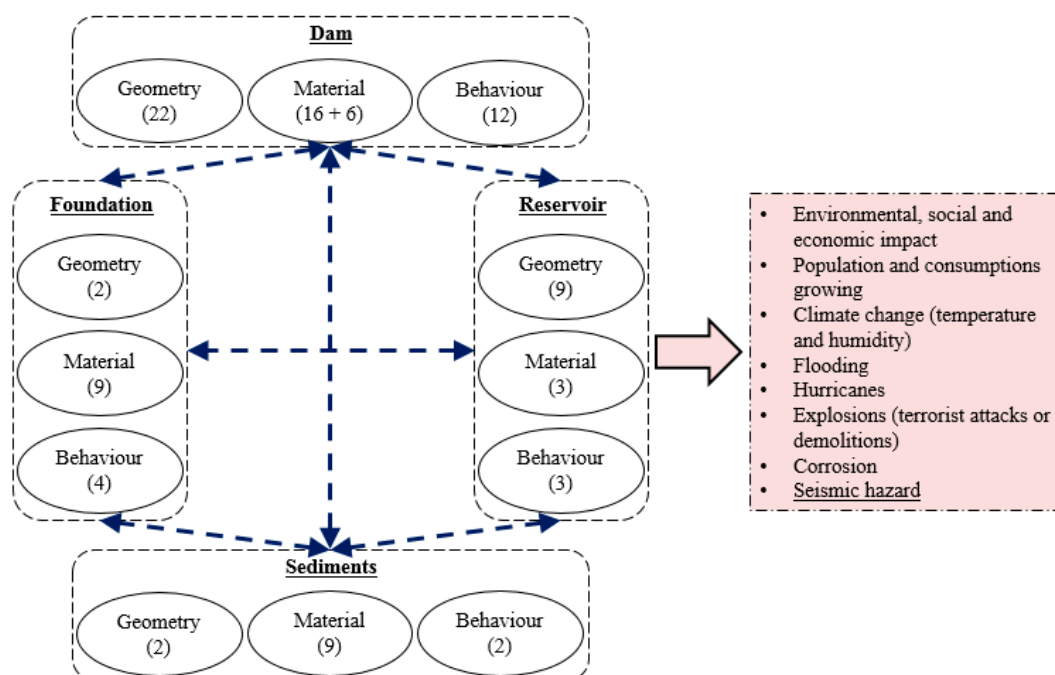 Dam
Geometry
(22)
Material
(16 + 6)
Behaviour
(12)
Foundation
Geometry
(2)
Material
(9)
Behaviour
(4)
Reservoir
Geometry
(9)
Material
(3)
Behaviour
(3)
Sediments
Geometry
(2)
Material
(9)
Behaviour
(2)
• Environmental, social and
economic impact
• Population and consumptions
growing
• Climate change (temperature
and humidity)
• Flooding
• Hurricanes
• Explosions (terrorist attacks or
demolitions)
• Corrosion
• Seismic hazard